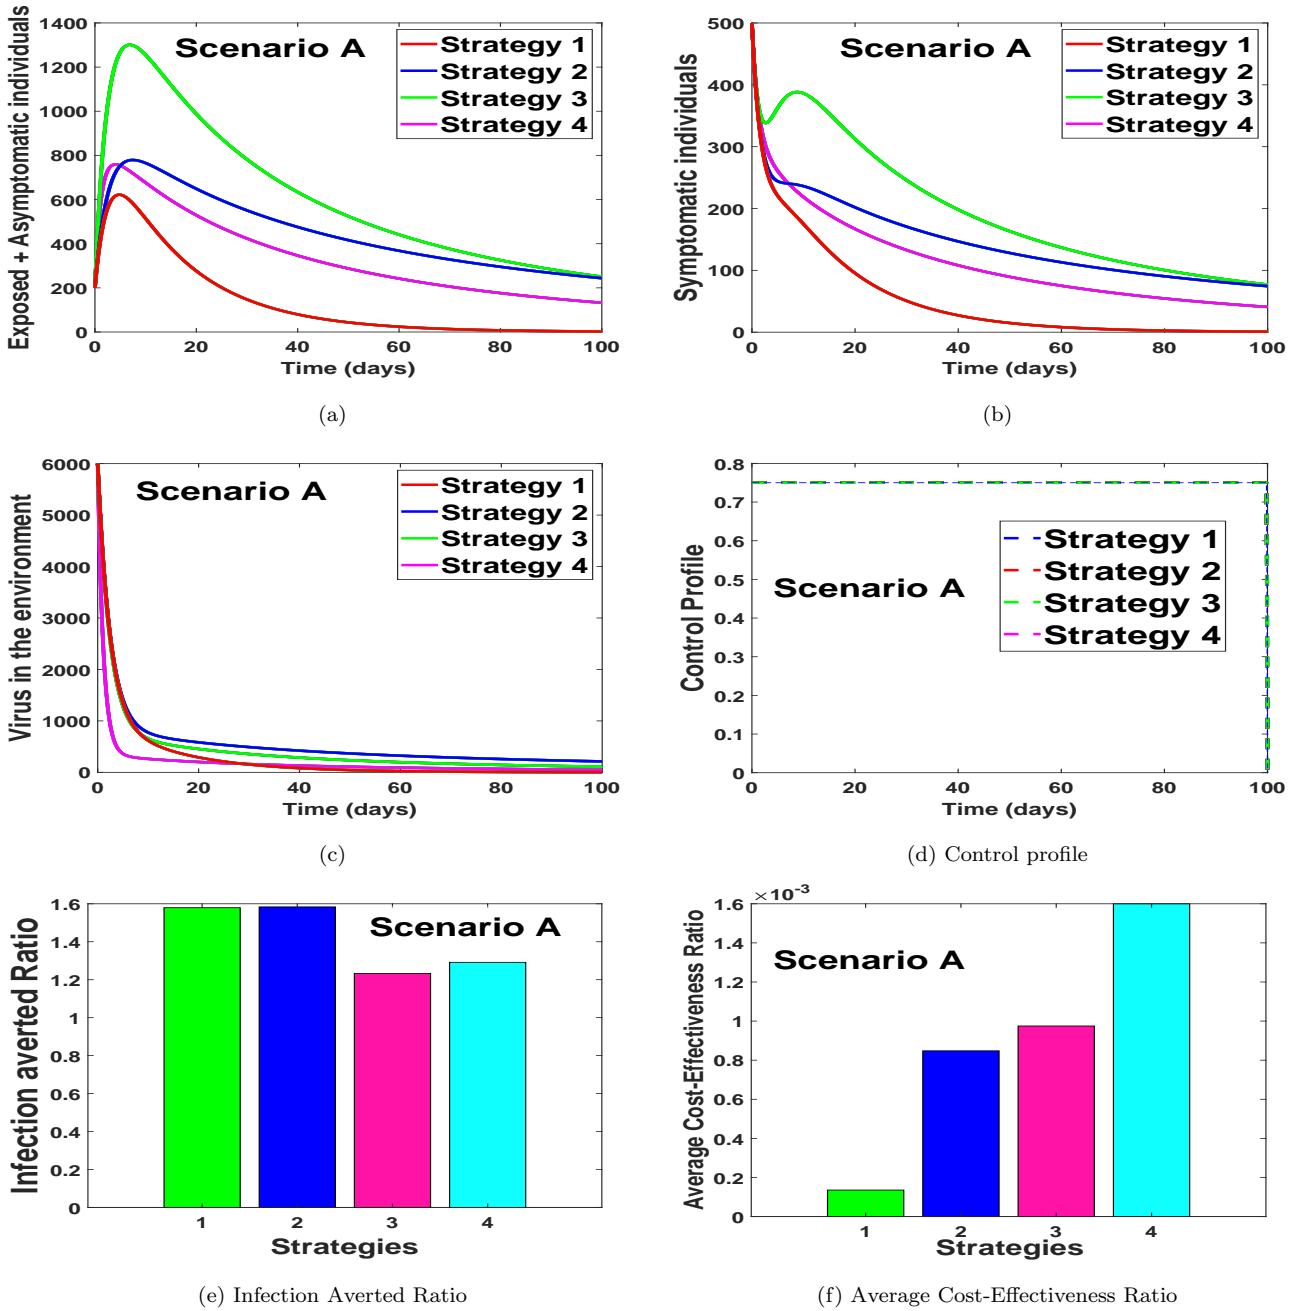 Exposed + Asymptomatic individuals
1400
1200
1000
800
600
400
200
0
Scenario A
Strategy 1
Strategy 2
Strategy 3
Strategy 4
0 20 40 60 80 100
Time (days)
(a)
Symptomatic individuals
500
400
300
200
100
0
Scenario A
Strategy 1
Strategy 2
Strategy 3
Strategy 4
0 20 40 60 80 100
Time (days)
(b)
Virus in the environment
6000
5000
4000
3000
2000
1000
0
Scenario A
Strategy 1
Strategy 2
Strategy 3
Strategy 4
0 20 40 60 80 100
Time (days)
(c)
Control Profile
0.8
0.7
0.6
0.5
0.4
0.3
0.2
0.1
0
Scenario A
Strategy 1
Strategy 2
Strategy 3
Strategy 4
0 20 40 60 80 100
Time (days)
(d) Control profile
Infection averted Ratio
1.6
1.4
1.2
1
0.8
0.6
0.4
0.2
0
Scenario A
1 2 3 4
Strategies
(e) Infection Averted Ratio
Average Cost-Effectiveness Ratio
×10⁻³
1.6
1.4
1.2
1
0.8
0.6
0.4
0.2
0
Scenario A
1 2 3 4
Strategies
(f) Average Cost-Effectiveness Ratio